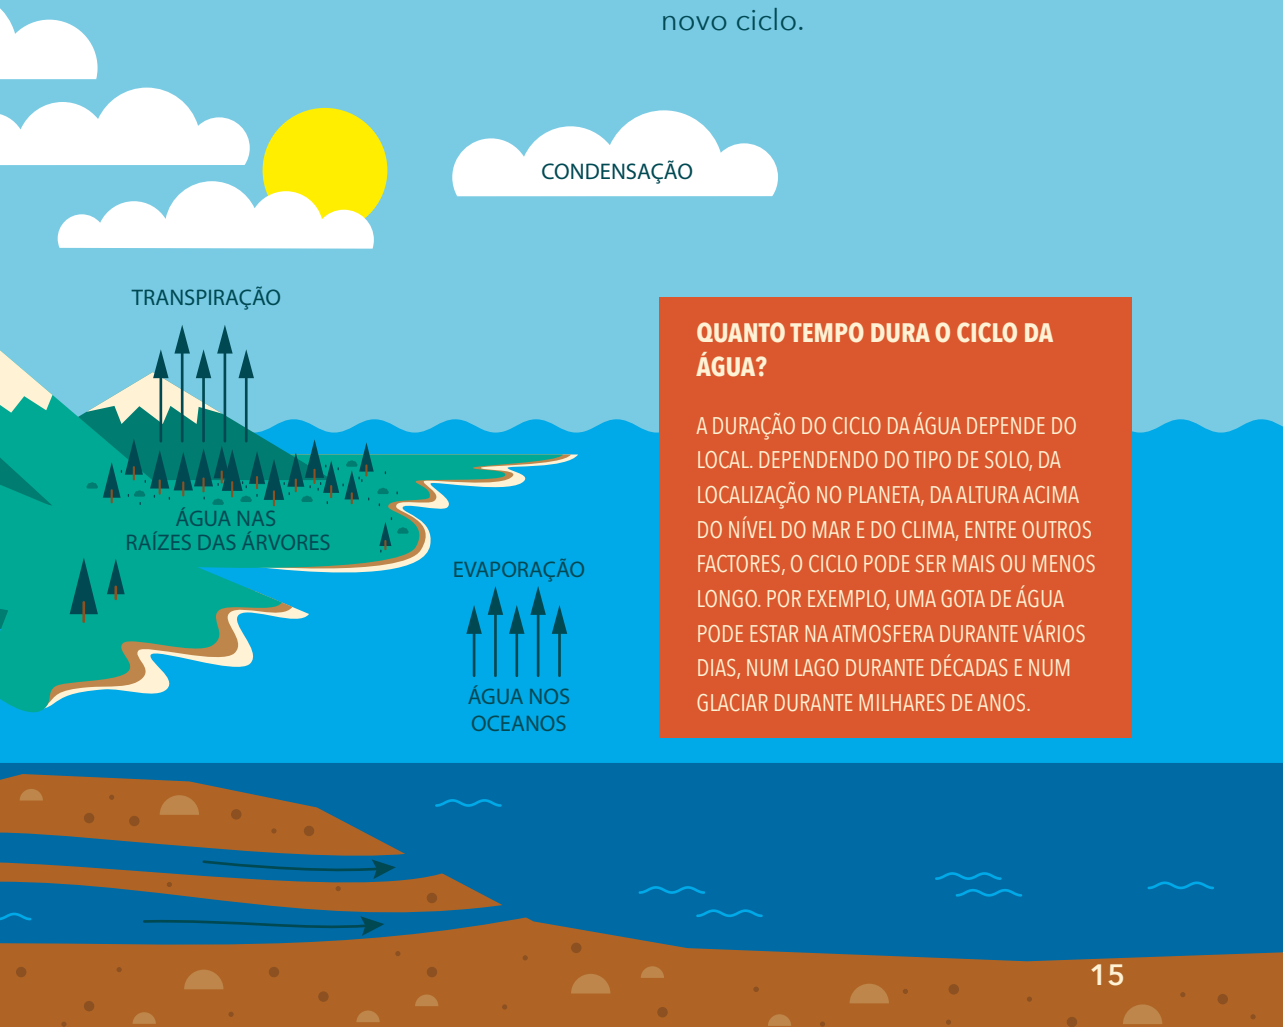 novo ciclo.
CONDENSAÇÃO
TRANSPIRAÇÃO
ÁGUA NAS
RAÍZES DAS ÁRVORES
EVAPORAÇÃO
ÁGUA NOS
OCEANOS
QUANTO TEMPO DURA O CICLO DA
ÁGUA?
A DURAÇÃO DO CICLO DA ÁGUA DEPENDE DO
LOCAL. DEPENDENDO DO TIPO DE SOLO, DA
LOCALIZAÇÃO NO PLANETA, DA ALTURA ACIMA
DO NÍVEL DO MAR E DO CLIMA, ENTRE OUTROS
FACTORES, O CICLO PODE SER MAIS OU MENOS
LONGO. POR EXEMPLO, UMA GOTA DE ÁGUA
PODE ESTAR NA ATMOSFERA DURANTE VÁRIOS
DIAS, NUM LAGO DURANTE DÉCADAS E NUM
GLACIAR DURANTE MILHARES DE ANOS.
15